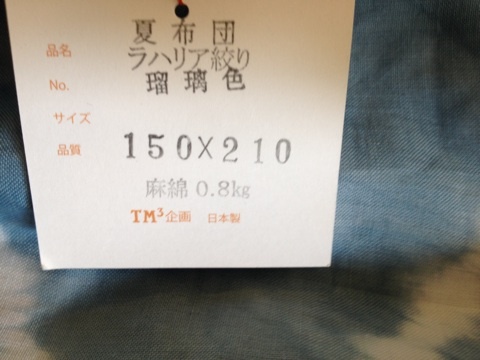 夏布団
品名 ラハリア絞り
No. 瑠璃色
サイズ
品質 150×210
麻綿0.8kg
TM³企画 日本製